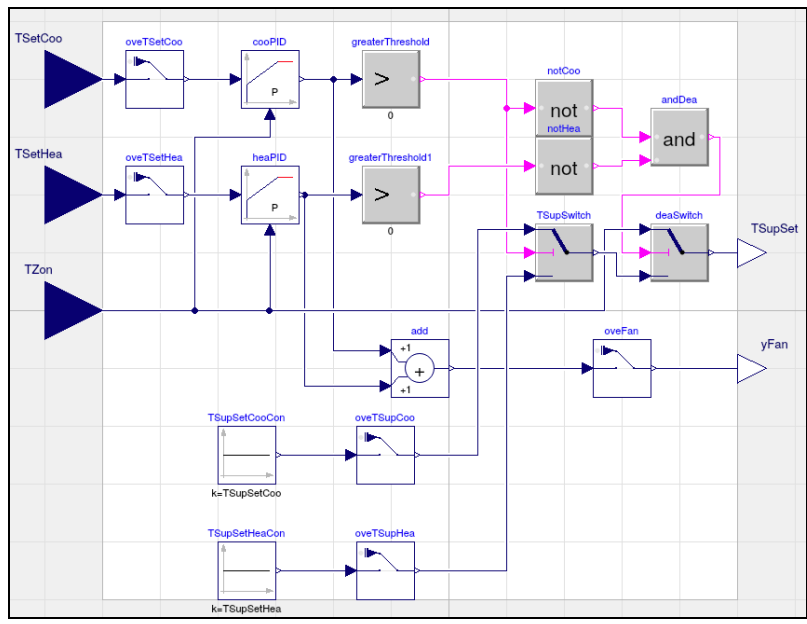 TSetCoo
oveTSetCoo
cooPID
P
greaterThreshold
>
0
notCoo
not
andDea
and
TSetHea
oveTSetHea
heaPID
P
greaterThreshold1
>
0
notHea
not
TSupSwitch
deaSwitch
TSupSet
TZon
add
+1
+
+1
oveFan
yFan
TSupSetCooCon
k=TSupSetCoo
oveTSupCoo
TSupSetHeaCon
k=TSupSetHea
oveTSupHea